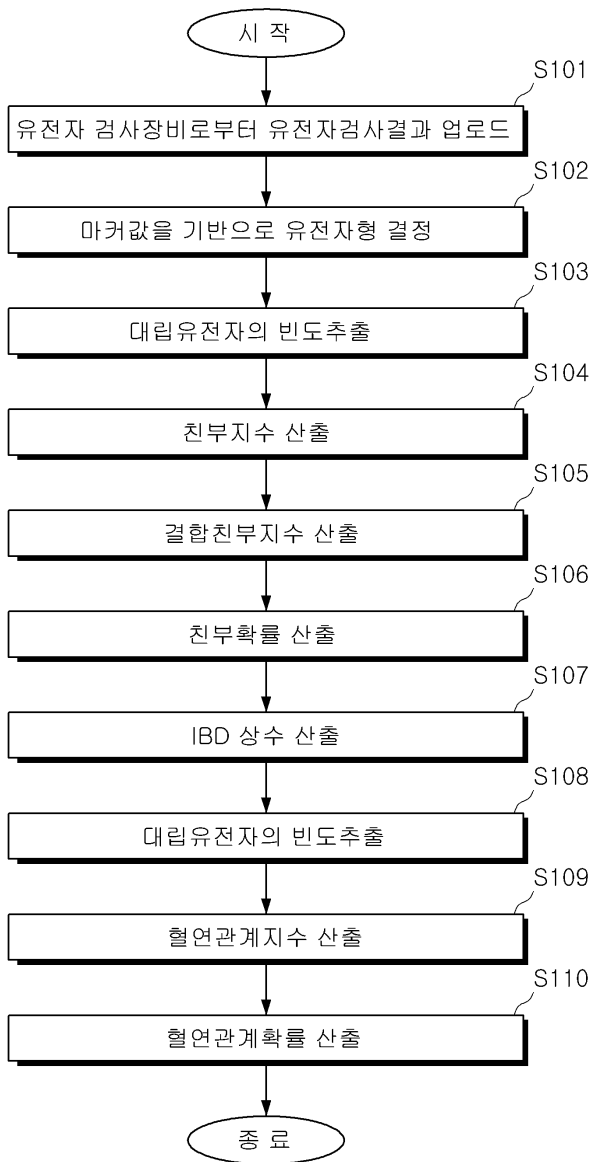 시 작
S101
유전자 검사장비로부터 유전자검사결과 업로드
S102
마커값을 기반으로 유전자형 결정
S103
대립유전자의 빈도추출
S104
친부지수 산출
S105
결합친부지수 산출
S106
친부확률 산출
S107
IBD 상수 산출
S108
대립유전자의 빈도추출
S109
혈연관계지수 산출
S110
혈연관계확률 산출
종 료